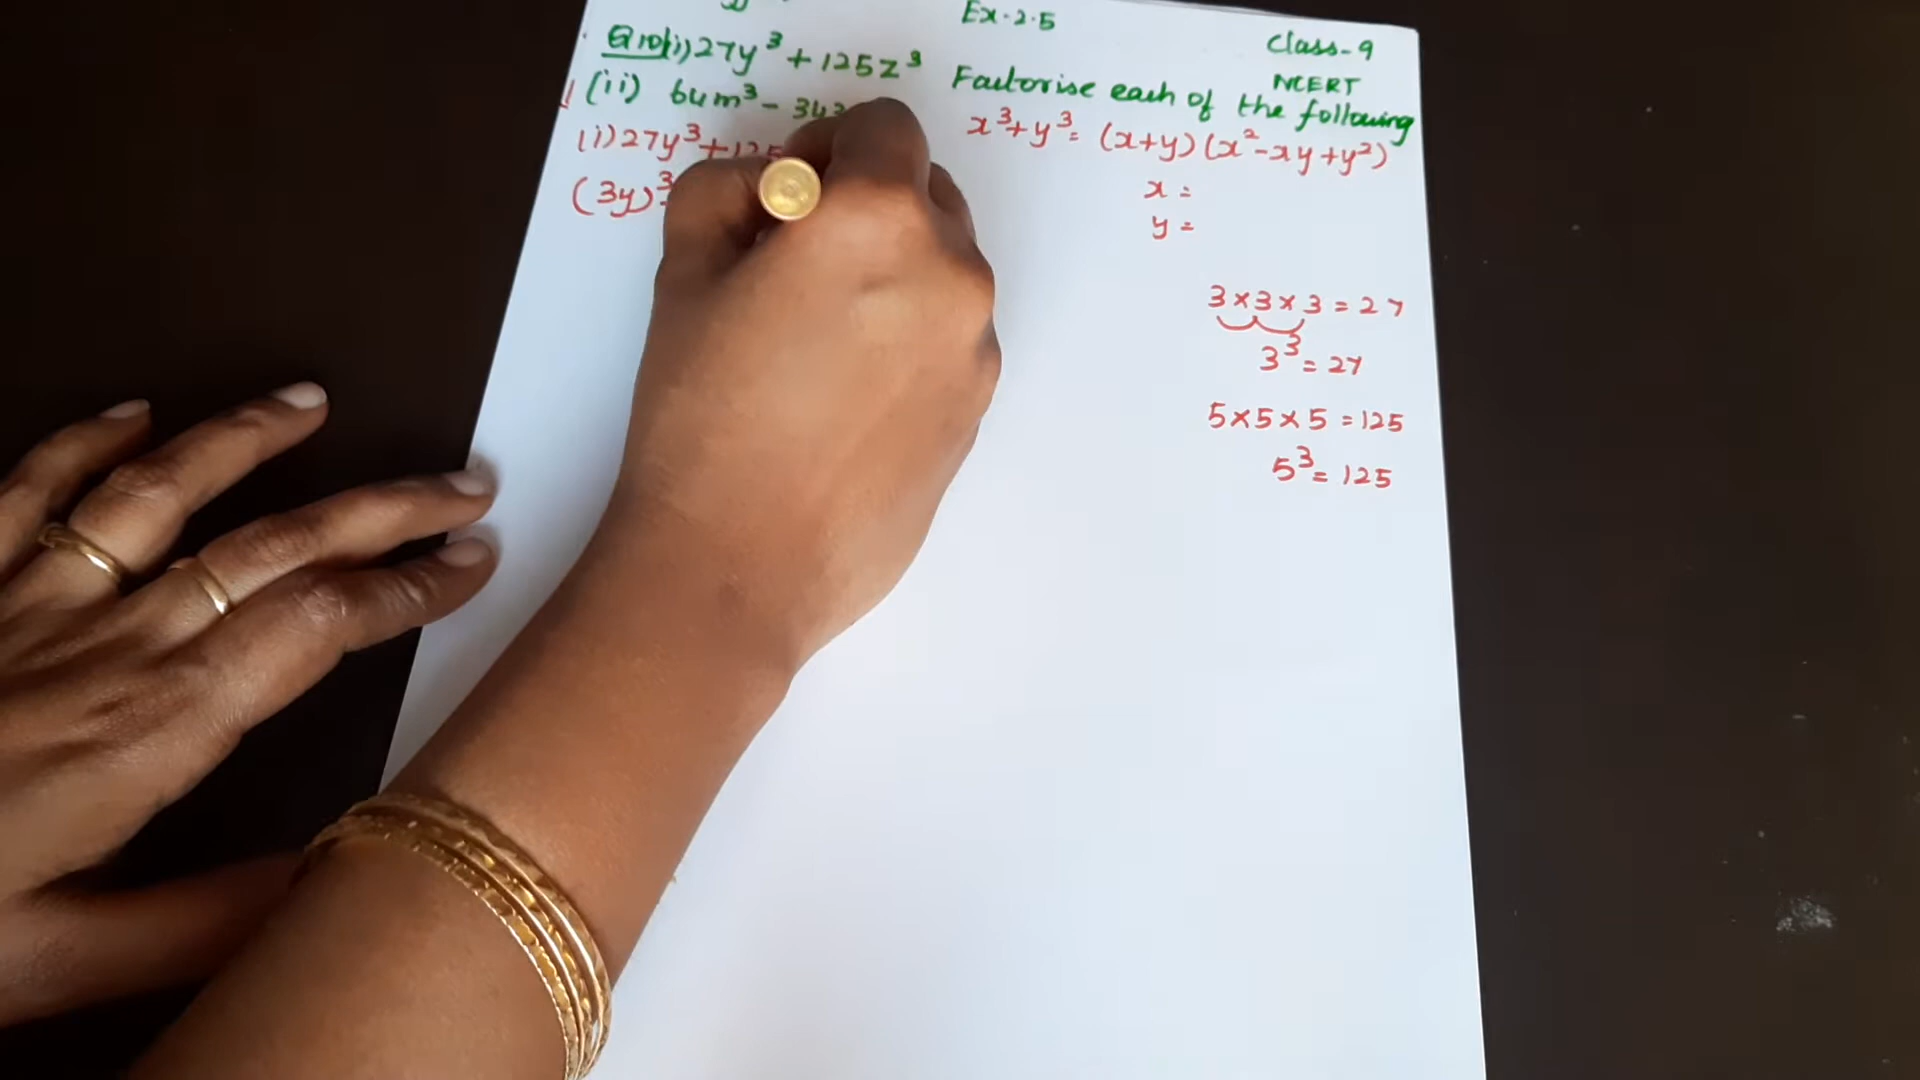 Ex-2.5
Class-9
Q10)(i) 27y³ + 125z³
NCERT
Factorise each of the following
(ii) 64m³ - 343
x³+y³ = (x+y) (x²-xy+y²)
(i) 27y³+125
(3y)³
x =
y =
3×3×3=27
3³=27
5×5×5=125
5³=125